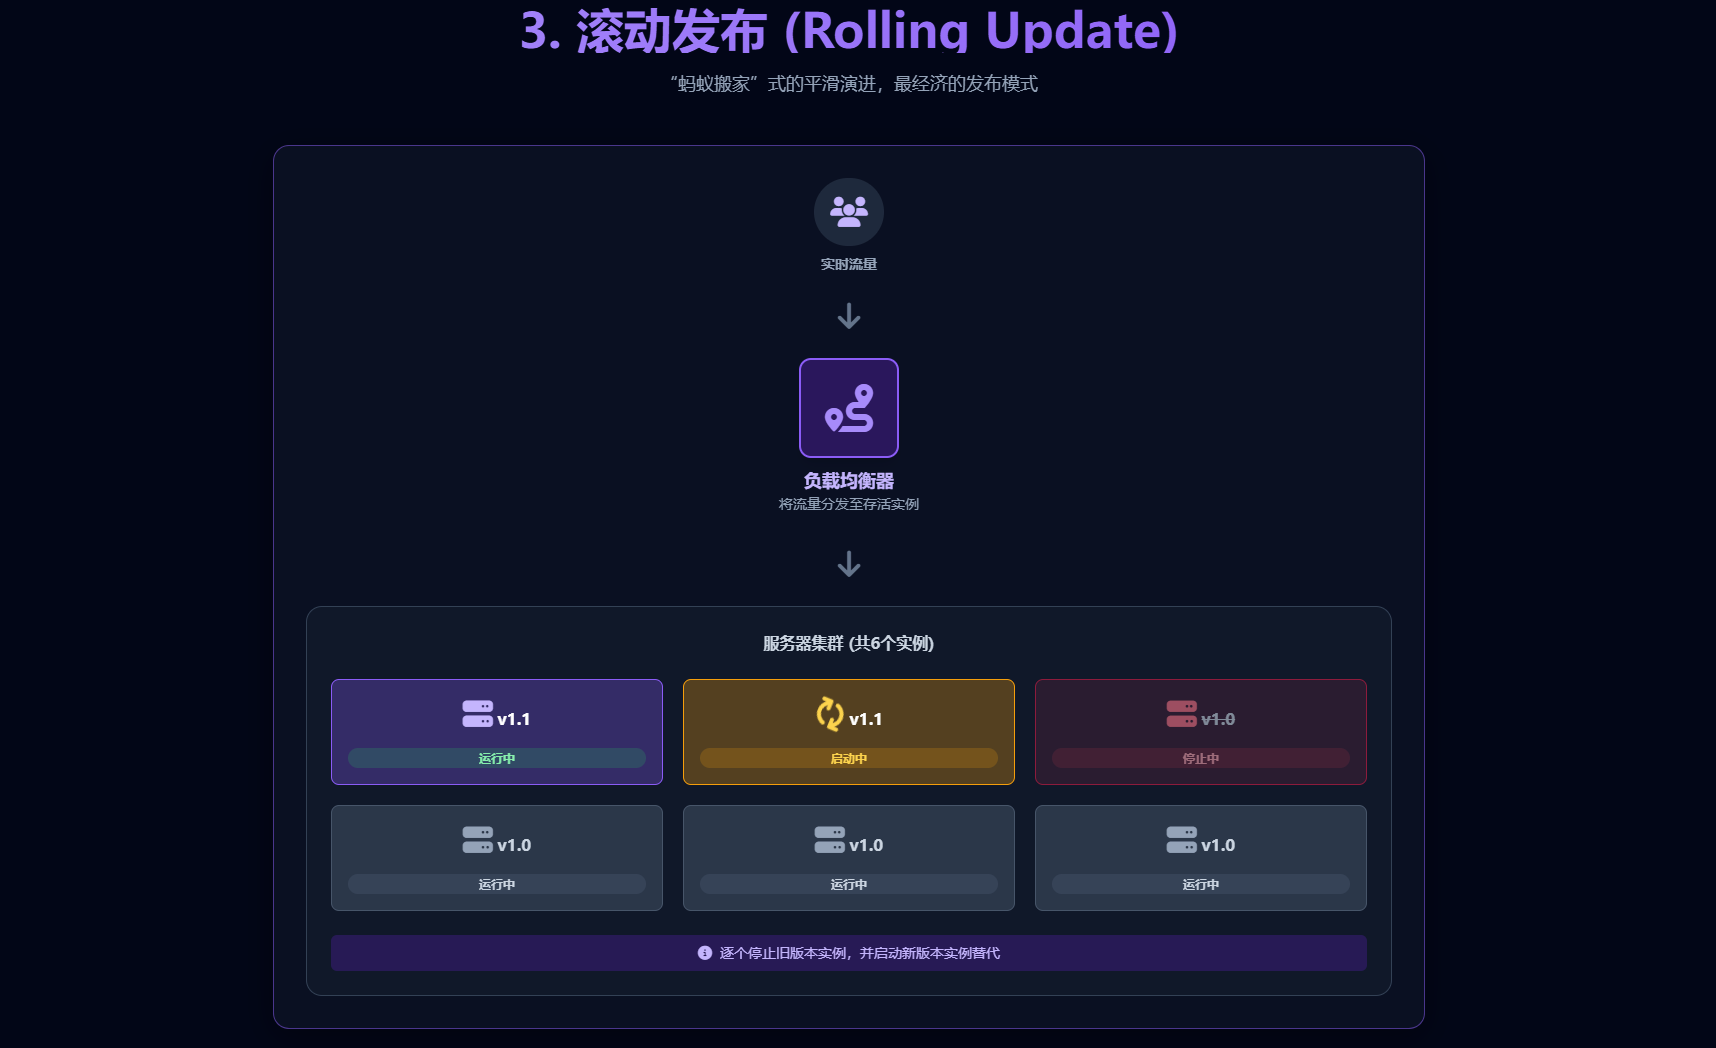 3. 滚动发布 (Rolling Update)
“蚂蚁搬家”式的平滑演进，最经济的发布模式
实时流量
负载均衡器
将流量分发至存活实例
服务器集群 (共6个实例)
v1.1
运行中
v1.1
启动中
v1.0
停止中
v1.0
运行中
v1.0
运行中
v1.0
运行中
逐个停止旧版本实例，并启动新版本实例替代